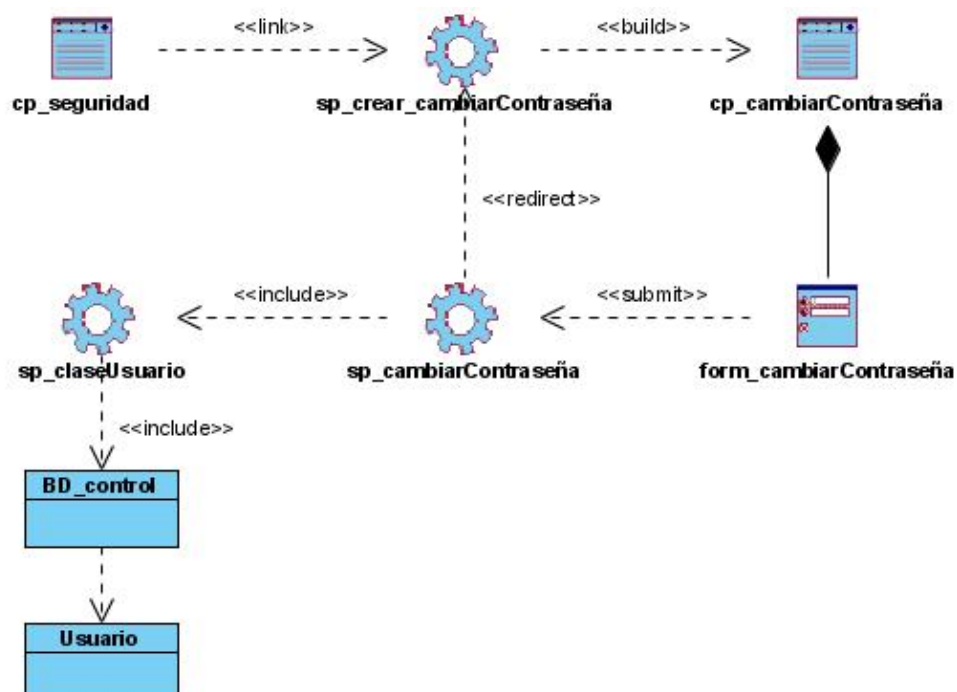 <<link>>
<<build>>
cp_seguridad
sp_crear_cambiarContraseña
cp_cambiarContraseña
<<redirect>>
<<include>>
<<submit>>
sp_claseUsuario
sp_cambiarContraseña
form_cambiarContraseña
<<include>>
BD_control
Usuario